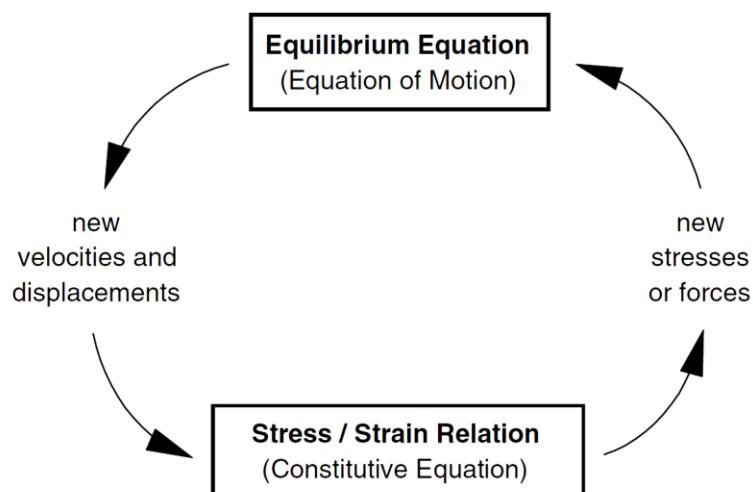 Equilibrium Equation
(Equation of Motion)
new
velocities and
displacements
new
stresses
or forces
Stress / Strain Relation
(Constitutive Equation)